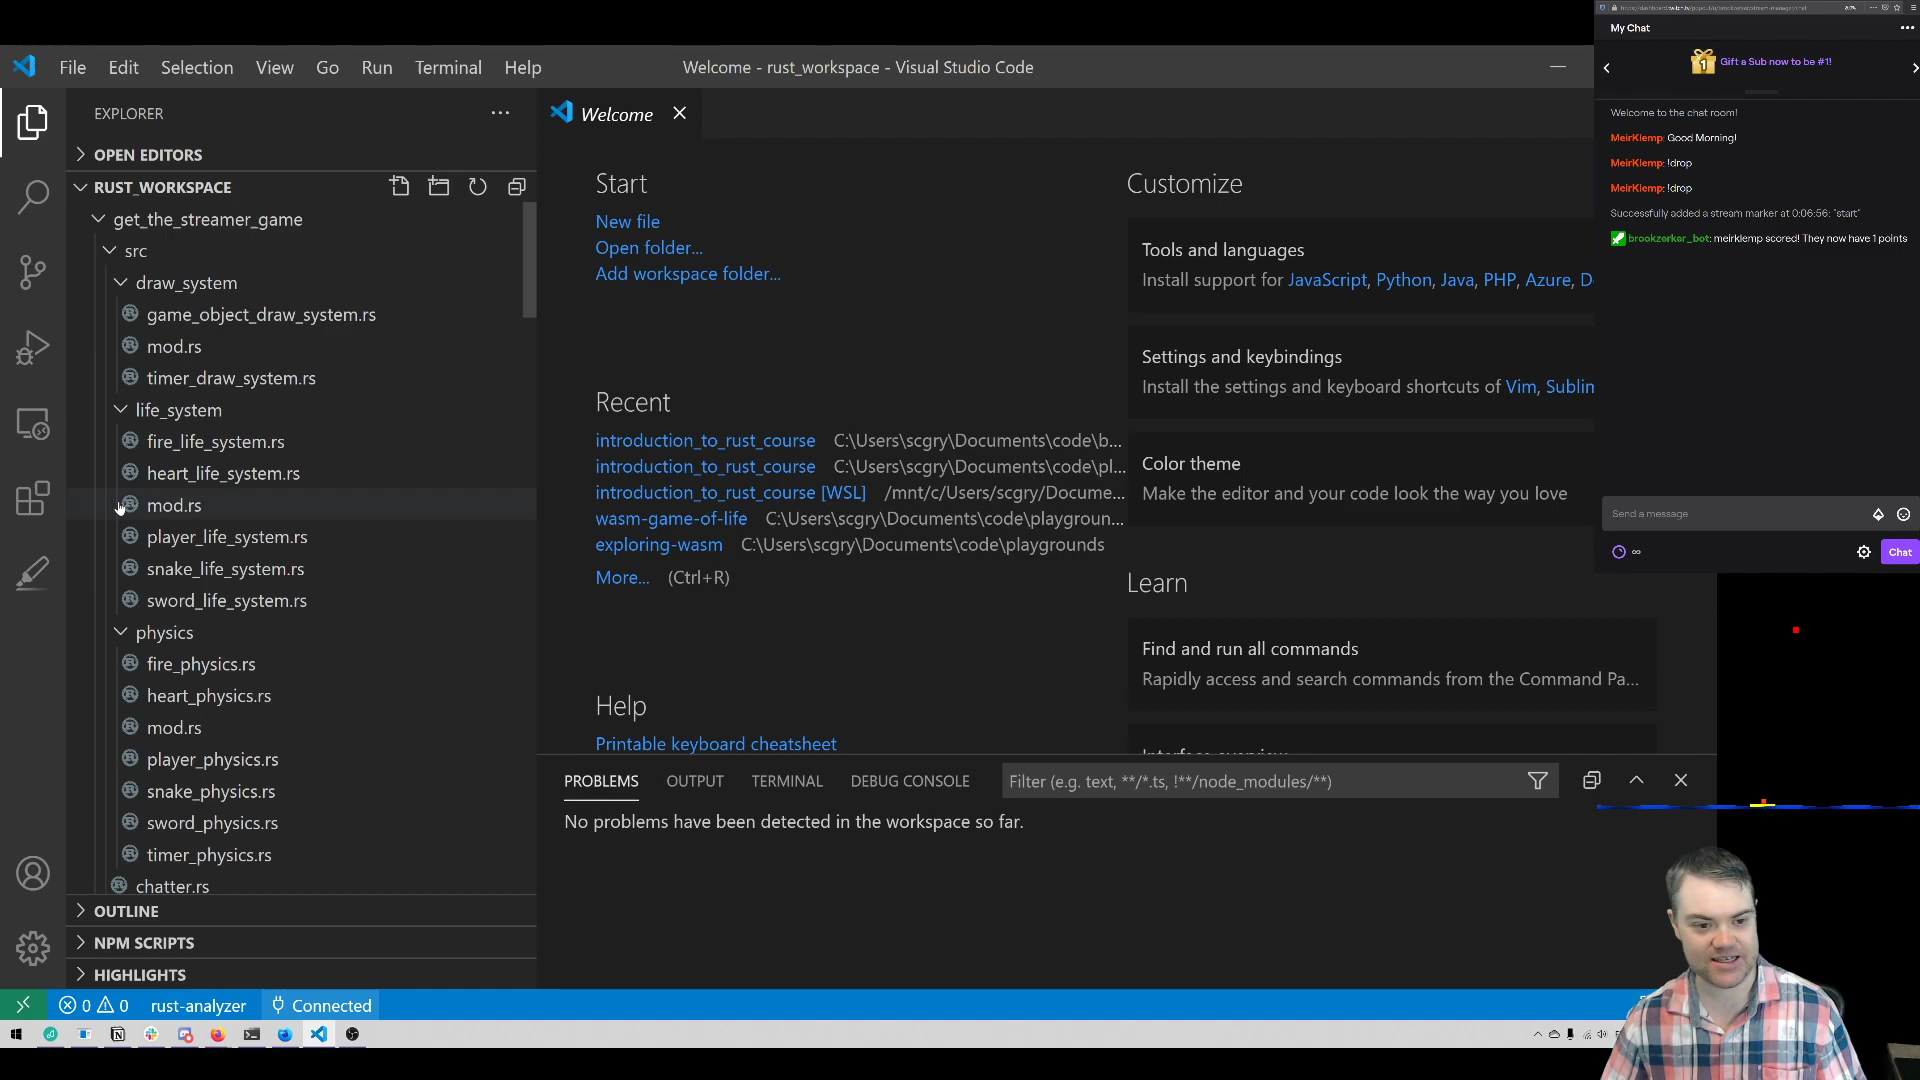 File Edit Selection View Go Run Terminal Help
Welcome - rust_workspace - Visual Studio Code
EXPLORER
OPEN EDITORS
RUST_WORKSPACE
get_the_streamer_game
src
draw_system
game_object_draw_system.rs
mod.rs
timer_draw_system.rs
life_system
fire_life_system.rs
heart_life_system.rs
mod.rs
player_life_system.rs
snake_life_system.rs
sword_life_system.rs
physics
fire_physics.rs
heart_physics.rs
mod.rs
player_physics.rs
snake_physics.rs
sword_physics.rs
timer_physics.rs
chatter.rs
OUTLINE
NPM SCRIPTS
HIGHLIGHTS
Welcome
Start
New file
Open folder...
Add workspace folder...
Recent
introduction_to_rust_course C:\Users\scgry\Documents\code\b...
introduction_to_rust_course C:\Users\scgry\Documents\code\pl...
introduction_to_rust_course [WSL] /mnt/c/Users/scgry/Docume...
wasm-game-of-life C:\Users\scgry\Documents\code\playgroun...
exploring-wasm C:\Users\scgry\Documents\code\playgrounds
More... (Ctrl+R)
Help
Printable keyboard cheatsheet
Customize
Tools and languages
Install support for JavaScript, Python, Java, PHP, Azure, D
Settings and keybindings
Install the settings and keyboard shortcuts of Vim, Sublim
Color theme
Make the editor and your code look the way you love
Learn
Find and run all commands
Rapidly access and search commands from the Command Pa...
Interface overview
PROBLEMS OUTPUT TERMINAL DEBUG CONSOLE
Filter (e.g. text, **/*.ts, !**/node_modules/**)
No problems have been detected in the workspace so far.
0 0 rust-analyzer Connected
My Chat
1 Gift a Sub now to be #1!
Welcome to the chat room!
MeirKlemp: Good Morning!
MeirKlemp: !drop
MeirKlemp: !drop
Successfully added a stream marker at 0:06:56: "start"
brookzerker_bot: meirklemp scored! They now have 1 points
Send a message
∞
Chat